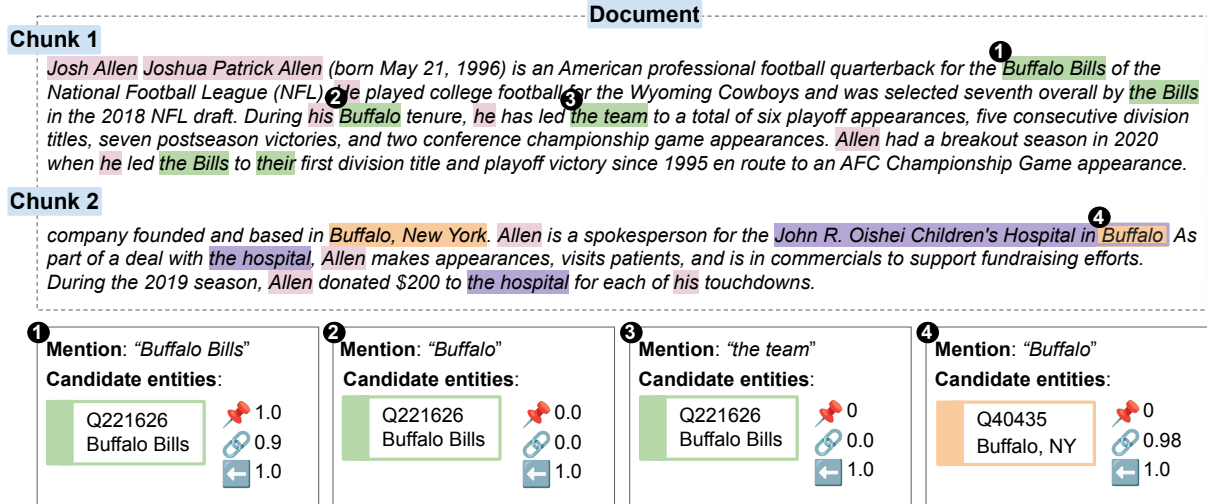 Document
Chunk 1
Josh Allen Joshua Patrick Allen (born May 21, 1996) is an American professional football quarterback for the 1 Buffalo Bills of the
National Football League (NFL). He played college football for the Wyoming Cowboys and was selected seventh overall by the Bills
in the 2018 NFL draft. During his 2 Buffalo tenure, he has led 3 the team to a total of six playoff appearances, five consecutive division
titles, seven postseason victories, and two conference championship game appearances. Allen had a breakout season in 2020
when he led the Bills to their first division title and playoff victory since 1995 en route to an AFC Championship Game appearance.
Chunk 2
company founded and based in Buffalo, New York. Allen is a spokesperson for the John R. Oishei Children's Hospital in 4 Buffalo. As
part of a deal with the hospital, Allen makes appearances, visits patients, and is in commercials to support fundraising efforts.
During the 2019 season, Allen donated $200 to the hospital for each of his touchdowns.
1
Mention: “Buffalo Bills”
Candidate entities:
Q221626
Buffalo Bills
1.0
0.9
1.0
2
Mention: “Buffalo”
Candidate entities:
Q221626
Buffalo Bills
0.0
0.0
1.0
3
Mention: “the team”
Candidate entities:
Q221626
Buffalo Bills
0
0.0
1.0
4
Mention: “Buffalo”
Candidate entities:
Q40435
Buffalo, NY
0
0.98
1.0